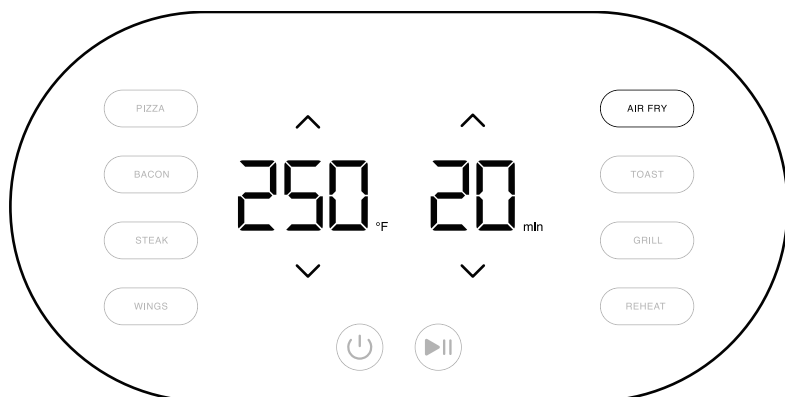 PIZZA
AIR FRY
BACON
TOAST
250 °F
20 min
STEAK
GRILL
WINGS
REHEAT